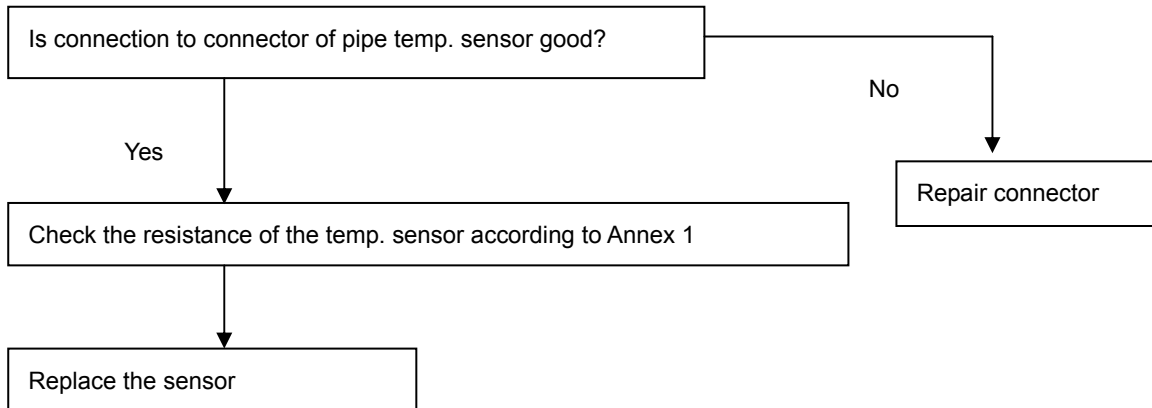 Is connection to connector of pipe temp. sensor good?
No
Yes
Repair connector
Check the resistance of the temp. sensor according to Annex 1
Replace the sensor